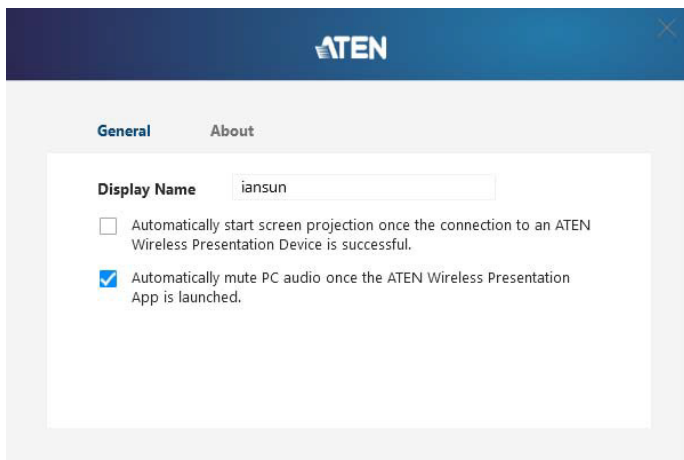 ATEN
General About
Display Name iansun
Automatically start screen projection once the connection to an ATEN
Wireless Presentation Device is successful.
Automatically mute PC audio once the ATEN Wireless Presentation
App is launched.